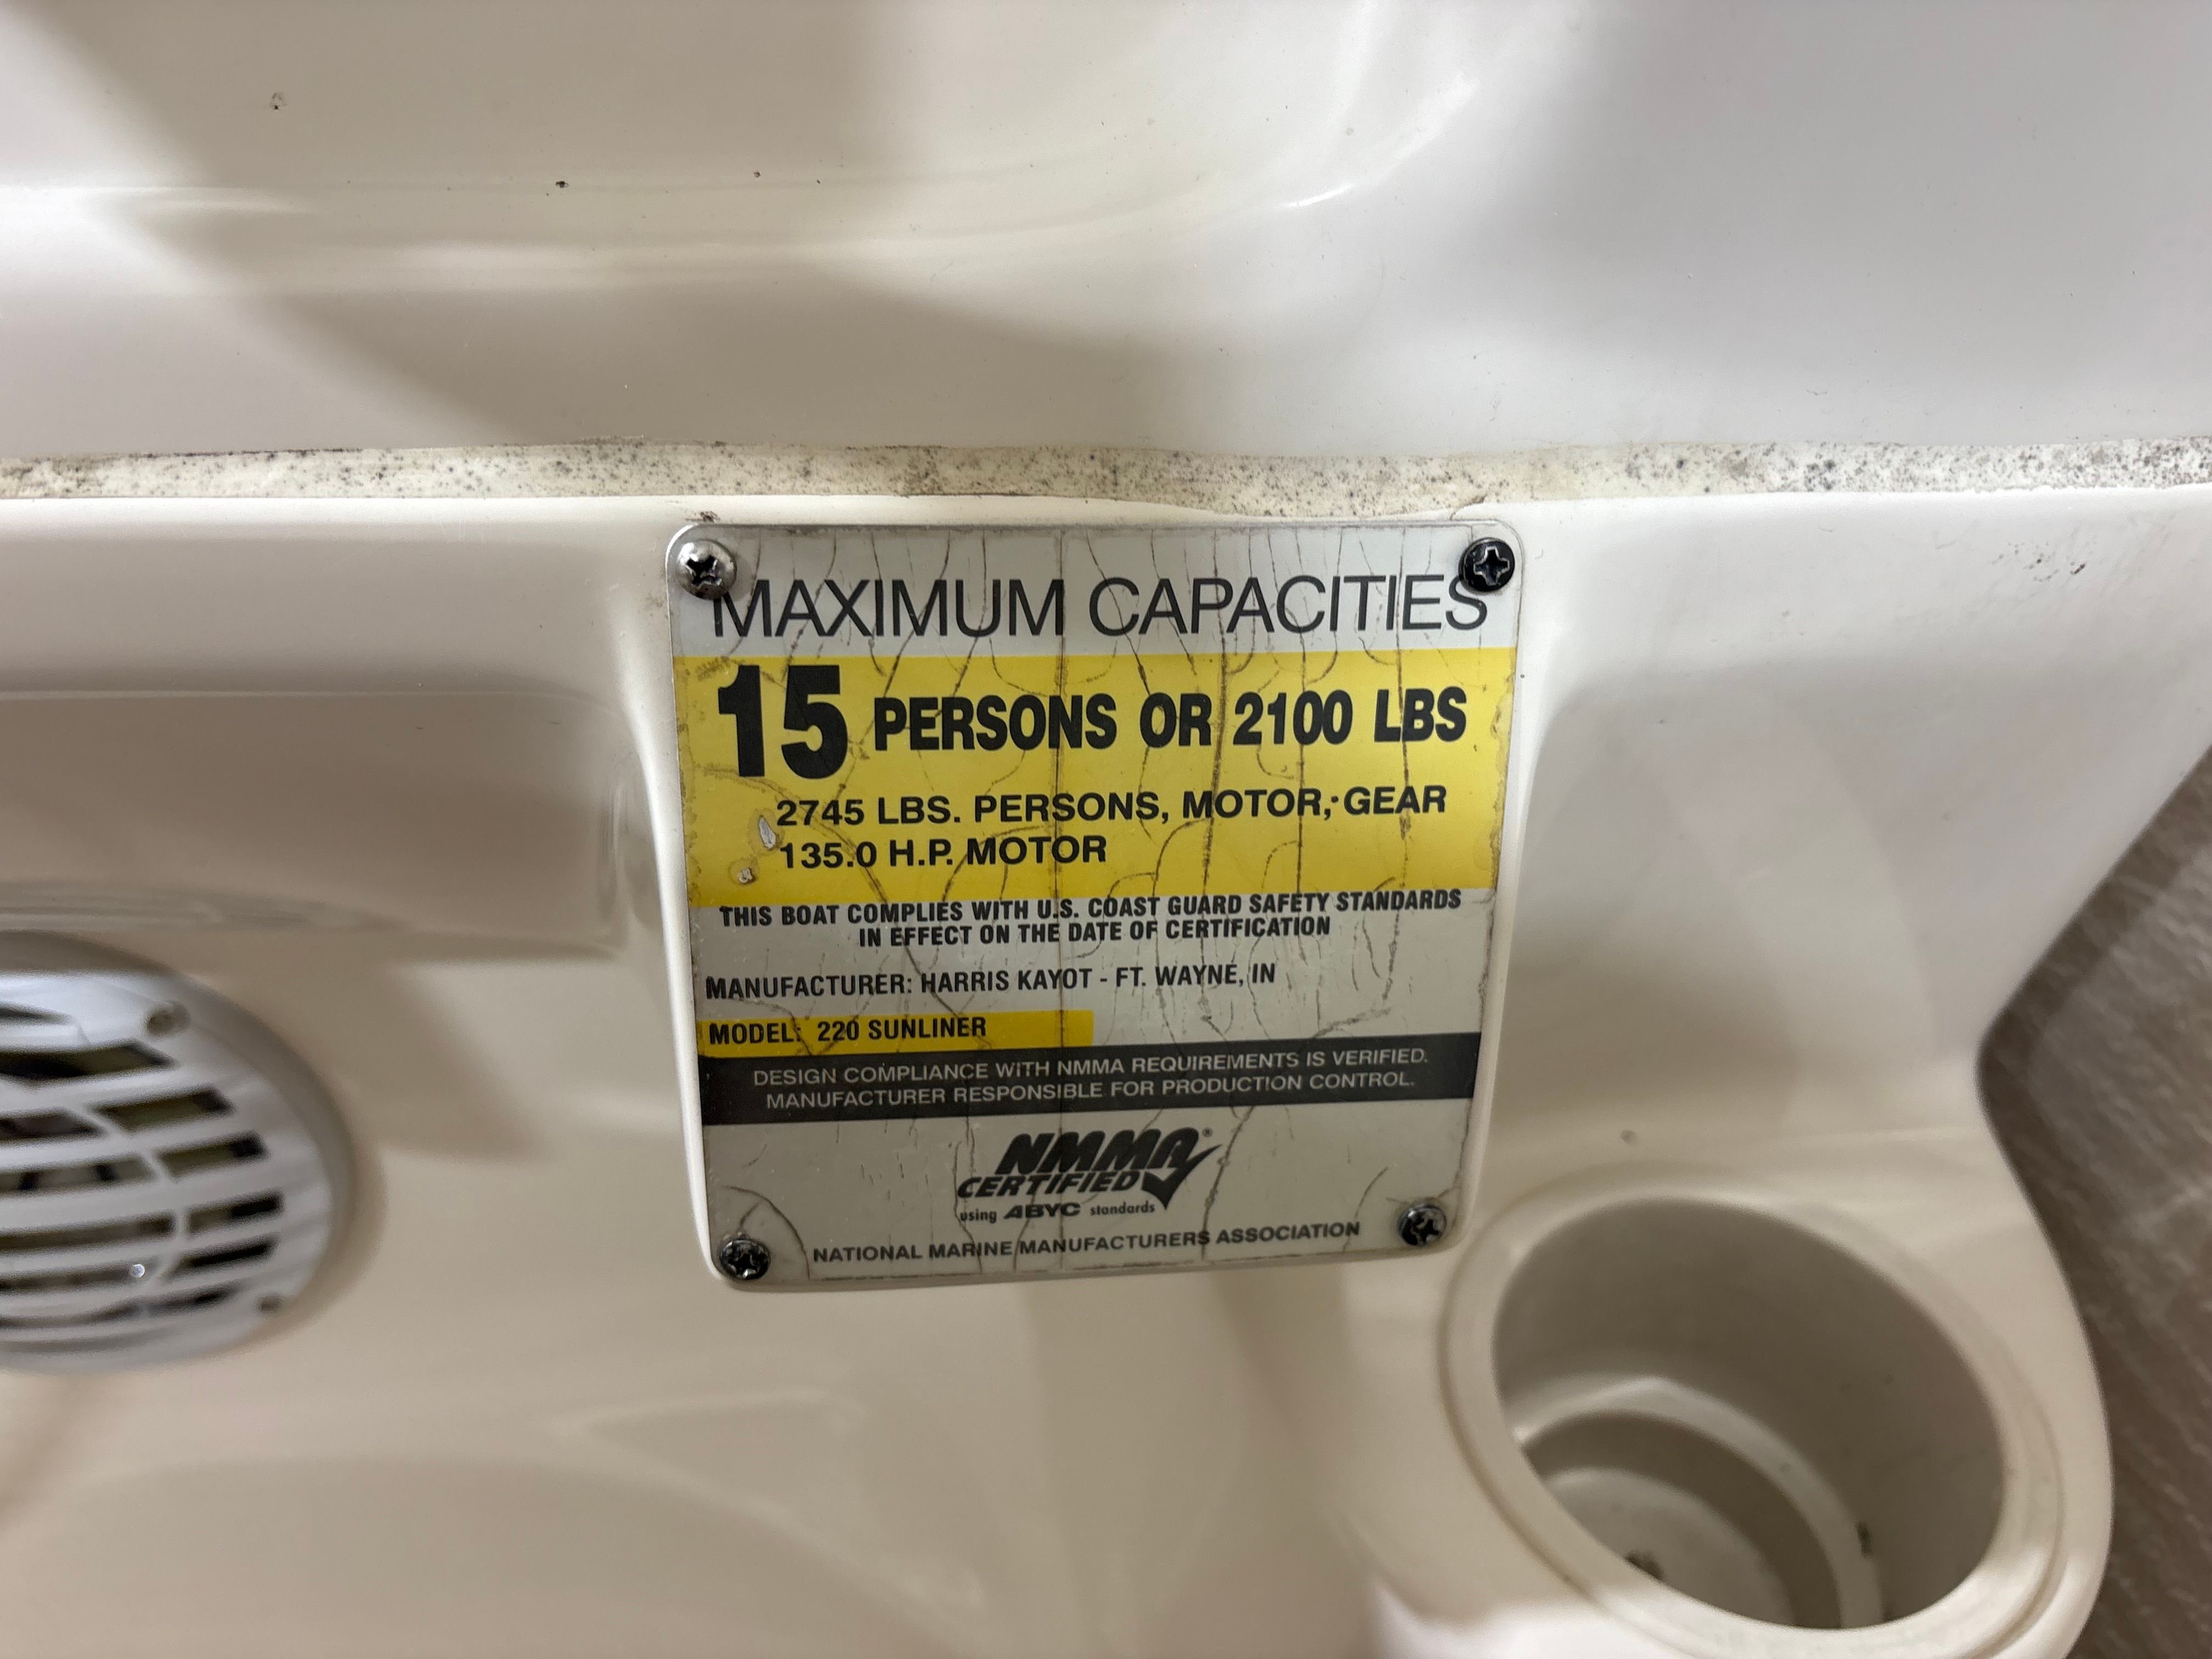 MAXIMUM CAPACITIES
15 PERSONS OR 2100 LBS
2745 LBS. PERSONS, MOTOR, GEAR
135.0 H.P. MOTOR
THIS BOAT COMPLIES WITH U.S. COAST GUARD SAFETY STANDARDS
IN EFFECT ON THE DATE OF CERTIFICATION
MANUFACTURER: HARRIS KAYOT - FT. WAYNE, IN
MODEL: 220 SUNLINER
DESIGN COMPLIANCE WITH NMMA REQUIREMENTS IS VERIFIED.
MANUFACTURER RESPONSIBLE FOR PRODUCTION CONTROL.
NMMA®
CERTIFIED
using ABYC standards
NATIONAL MARINE MANUFACTURERS ASSOCIATION